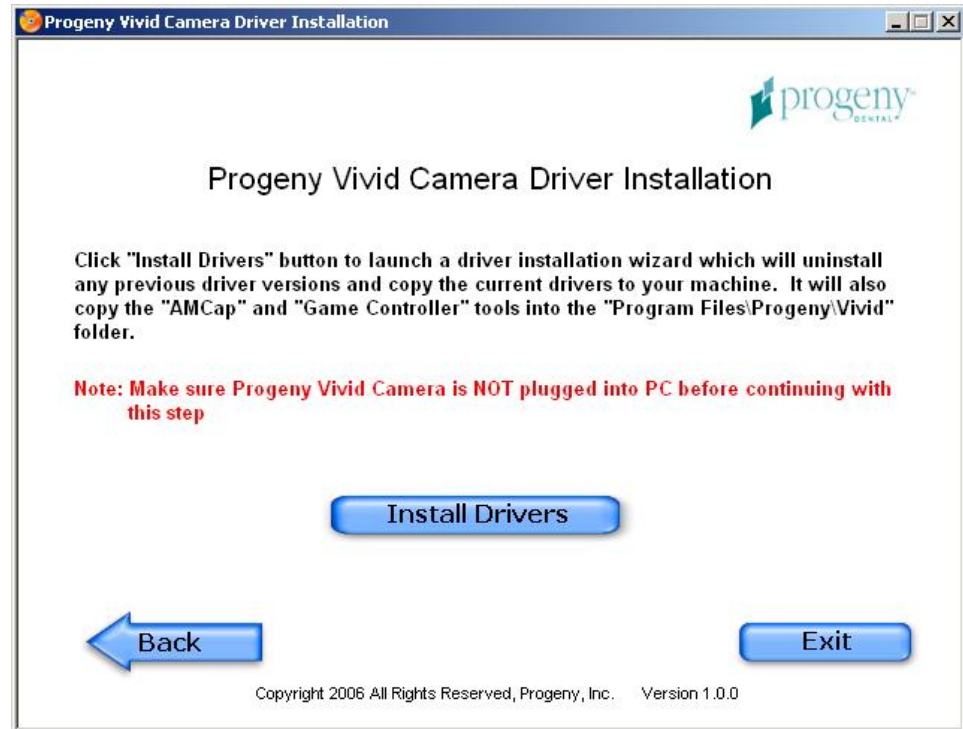 Progeny Vivid Camera Driver Installation
progeny™
DENTAL
Progeny Vivid Camera Driver Installation
Click "Install Drivers" button to launch a driver installation wizard which will uninstall
any previous driver versions and copy the current drivers to your machine. It will also
copy the "AMCap" and "Game Controller" tools into the "Program Files\Progeny\Vivid"
folder.
Note: Make sure Progeny Vivid Camera is NOT plugged into PC before continuing with
this step
Install Drivers
Back
Exit
Copyright 2006 All Rights Reserved, Progeny, Inc. Version 1.0.0